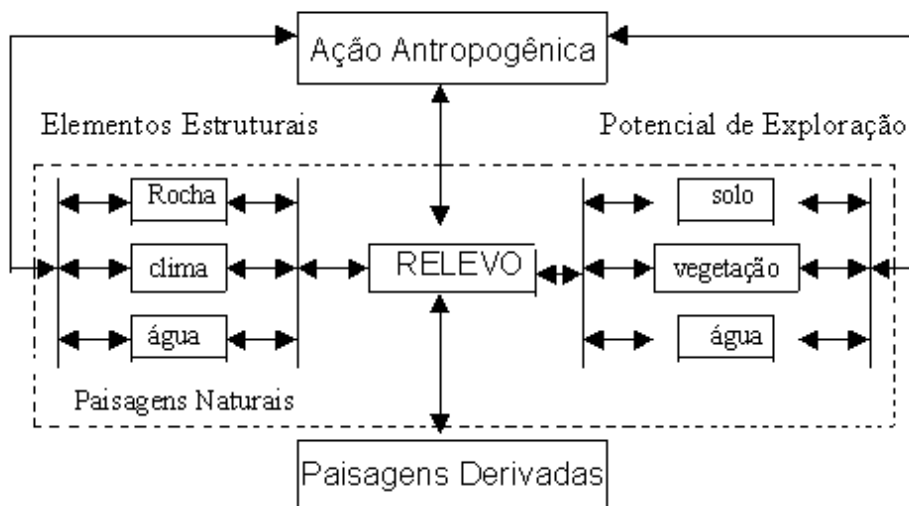 Ação Antropogênica
Elementos Estruturais
Potencial de Exploração
Rocha
solo
clima
RELEVO
vegetação
água
água
Paisagens Naturais
Paisagens Derivadas